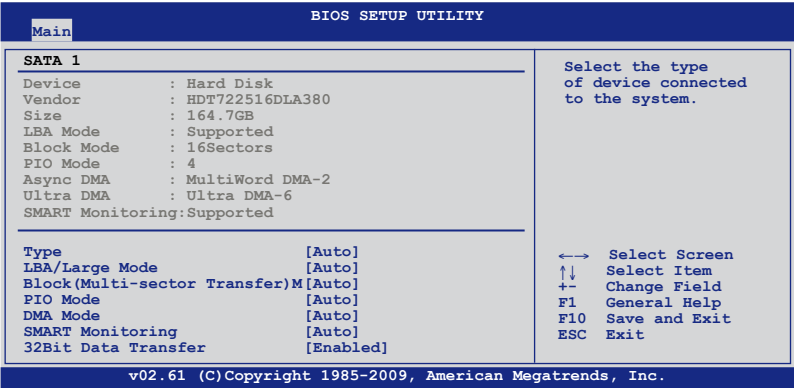 BIOS SETUP UTILITY
Main
SATA 1
Device : Hard Disk
Vendor : HDT722516DLA380
Size : 164.7GB
LBA Mode : Supported
Block Mode : 16Sectors
PIO Mode : 4
Async DMA : MultiWord DMA-2
Ultra DMA : Ultra DMA-6
SMART Monitoring:Supported
Type [Auto]
LBA/Large Mode [Auto]
Block(Multi-sector Transfer)M[Auto]
PIO Mode [Auto]
DMA Mode [Auto]
SMART Monitoring [Auto]
32Bit Data Transfer [Enabled]
Select the type
of device connected
to the system.
←→ Select Screen
↑↓ Select Item
+- Change Field
F1 General Help
F10 Save and Exit
ESC Exit
v02.61 (C)Copyright 1985-2009, American Megatrends, Inc.